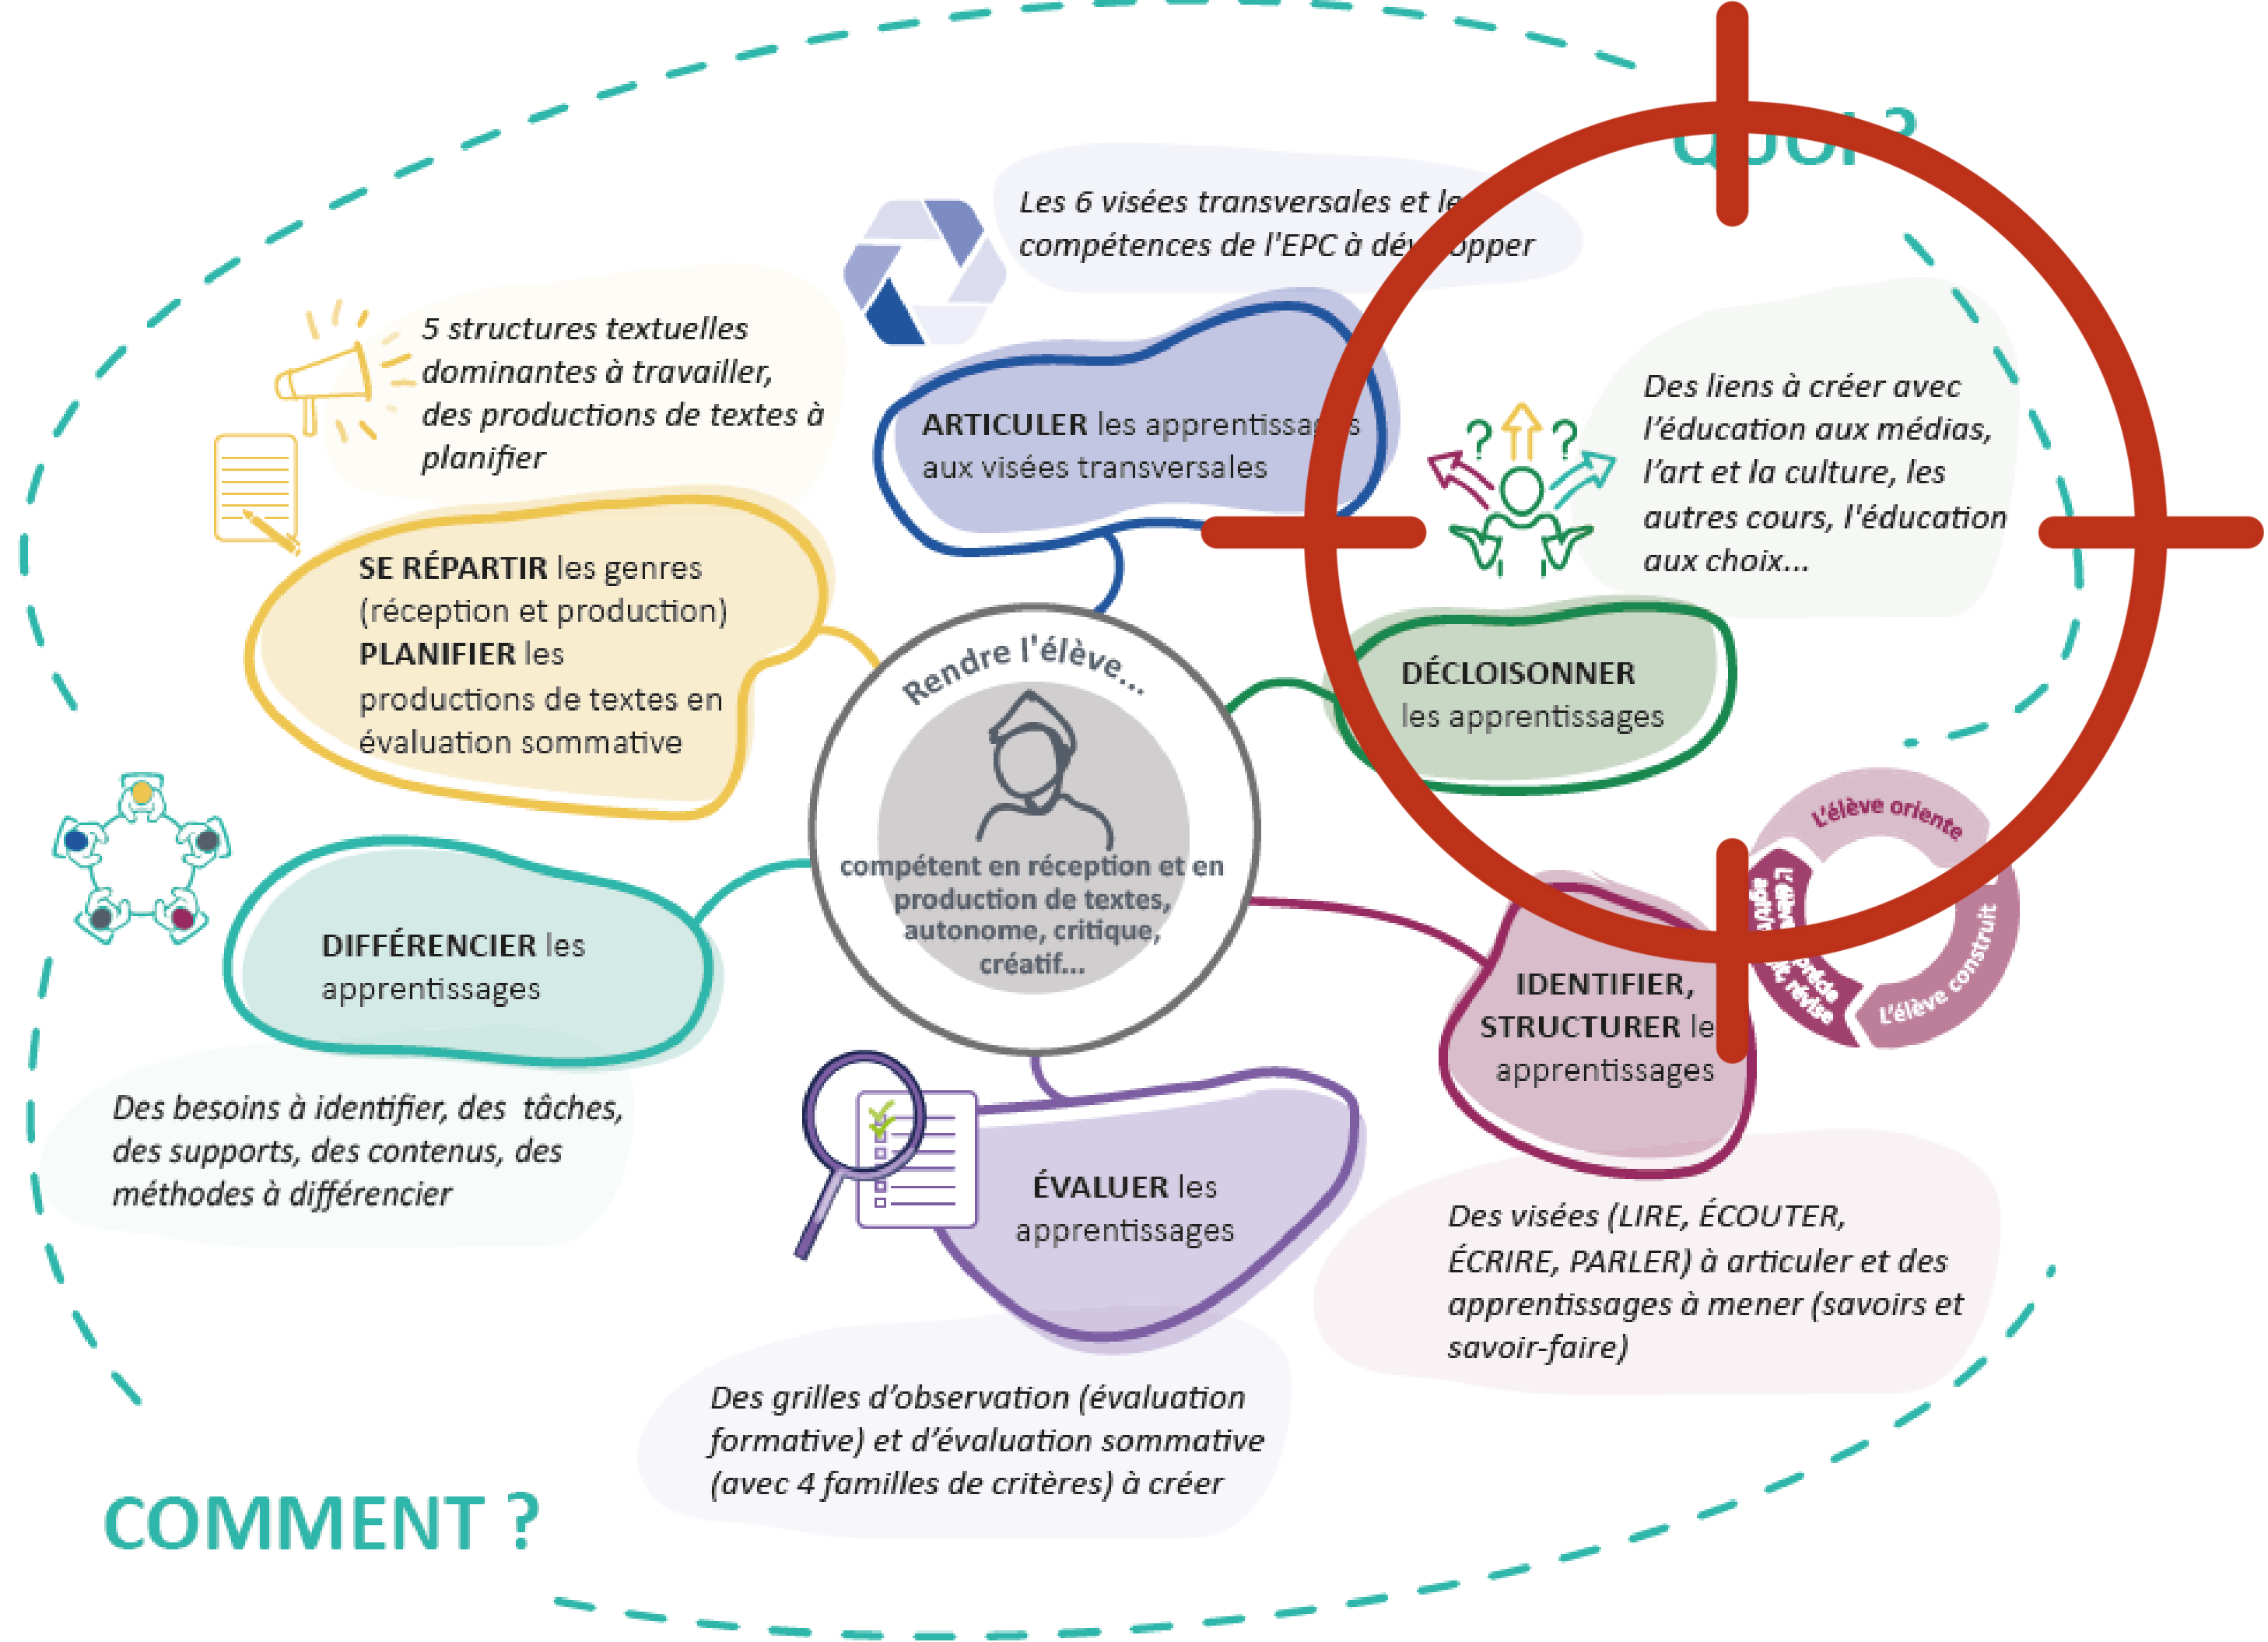 QUOI ?
Les 6 visées transversales et le
compétences de l'EPC à développer
ARTICULER les apprentissages
aux visées transversales
5 structures textuelles
dominantes à travailler,
des productions de textes à
planifier
SE RÉPARTIR les genres
(réception et production)
PLANIFIER les
productions de textes en
évaluation sommative
Des liens à créer avec
l'éducation aux médias,
l'art et la culture, les
autres cours, l'éducation
aux choix...
? ?
DÉCLOISONNER
les apprentissages
Rendre l'élève...
compétent en réception et en
production de textes,
autonome, critique,
créatif...
DIFFÉRENCIER les
apprentissages
Des besoins à identifier, des tâches,
des supports, des contenus, des
méthodes à différencier
L'élève oriente
L'élève construit
révise
IDENTIFIER,
STRUCTURER le
apprentissages
Des visées (LIRE, ÉCOUTER,
ÉCRIRE, PARLER) à articuler et des
apprentissages à mener (savoirs et
savoir-faire)
ÉVALUER les
apprentissages
Des grilles d'observation (évaluation
formative) et d'évaluation sommative
(avec 4 familles de critères) à créer
COMMENT ?